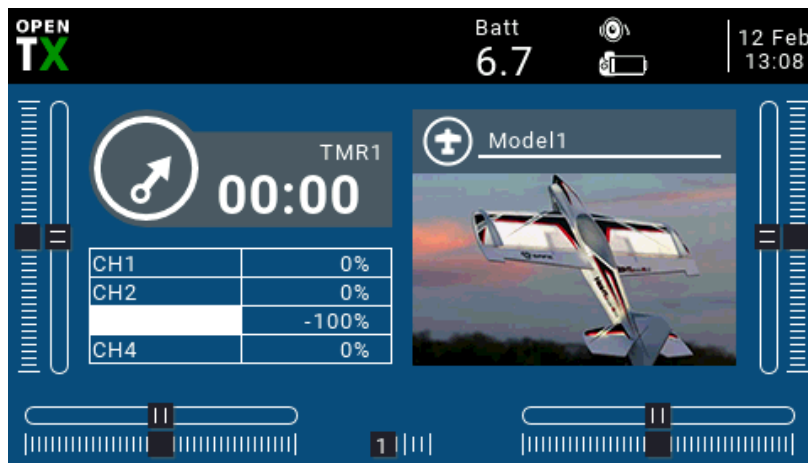 OPEN
TX
Batt
6.7
12 Feb
13:08
TMR1
00:00
Model1
CH1 0%
CH2 0%
-100%
CH4 0%
1